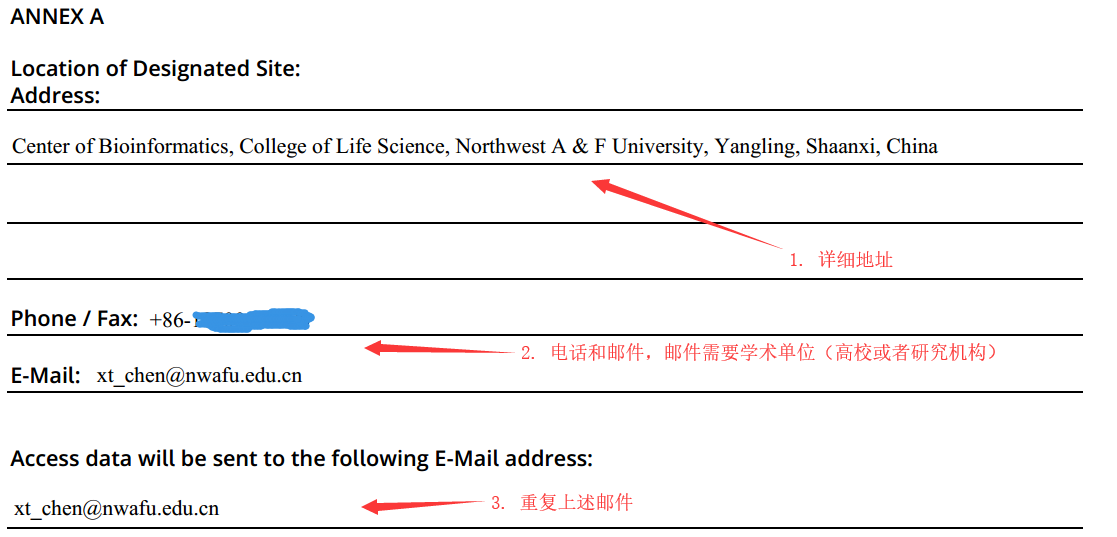 ANNEX A
Location of Designated Site:
Address:
Center of Bioinformatics, College of Life Science, Northwest A & F University, Yangling, Shaanxi, China
1. 详细地址
Phone / Fax: +86-
2. 电话和邮件，邮件需要学术单位（高校或者研究机构）
E-Mail: xt_chen@nwafu.edu.cn
Access data will be sent to the following E-Mail address:
xt_chen@nwafu.edu.cn
3. 重复上述邮件